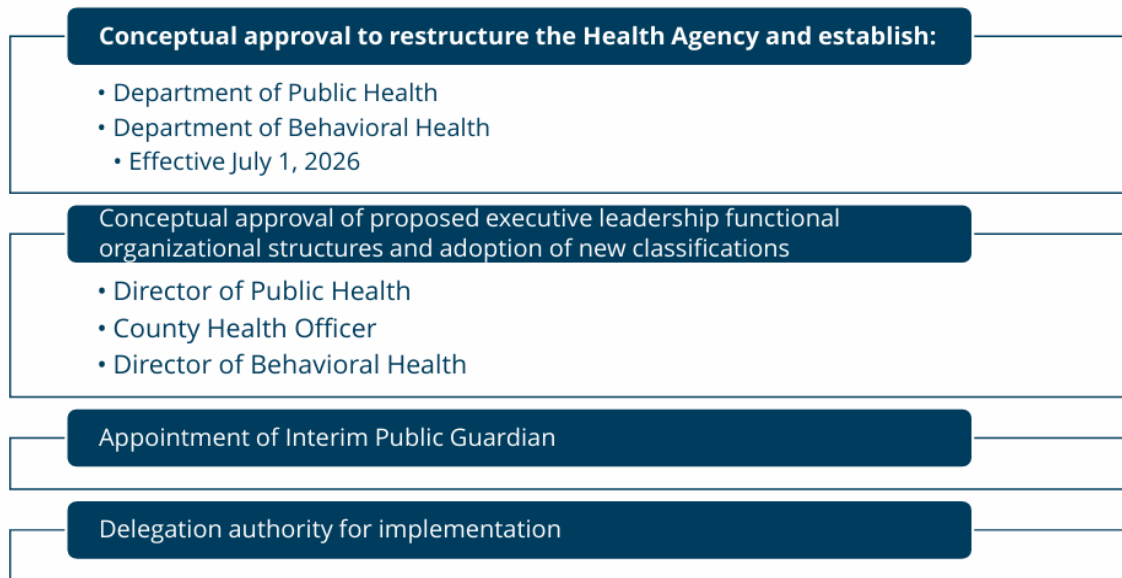 Conceptual approval to restructure the Health Agency and establish:
• Department of Public Health
• Department of Behavioral Health
• Effective July 1, 2026
Conceptual approval of proposed executive leadership functional
organizational structures and adoption of new classifications
• Director of Public Health
• County Health Officer
• Director of Behavioral Health
Appointment of Interim Public Guardian
Delegation authority for implementation